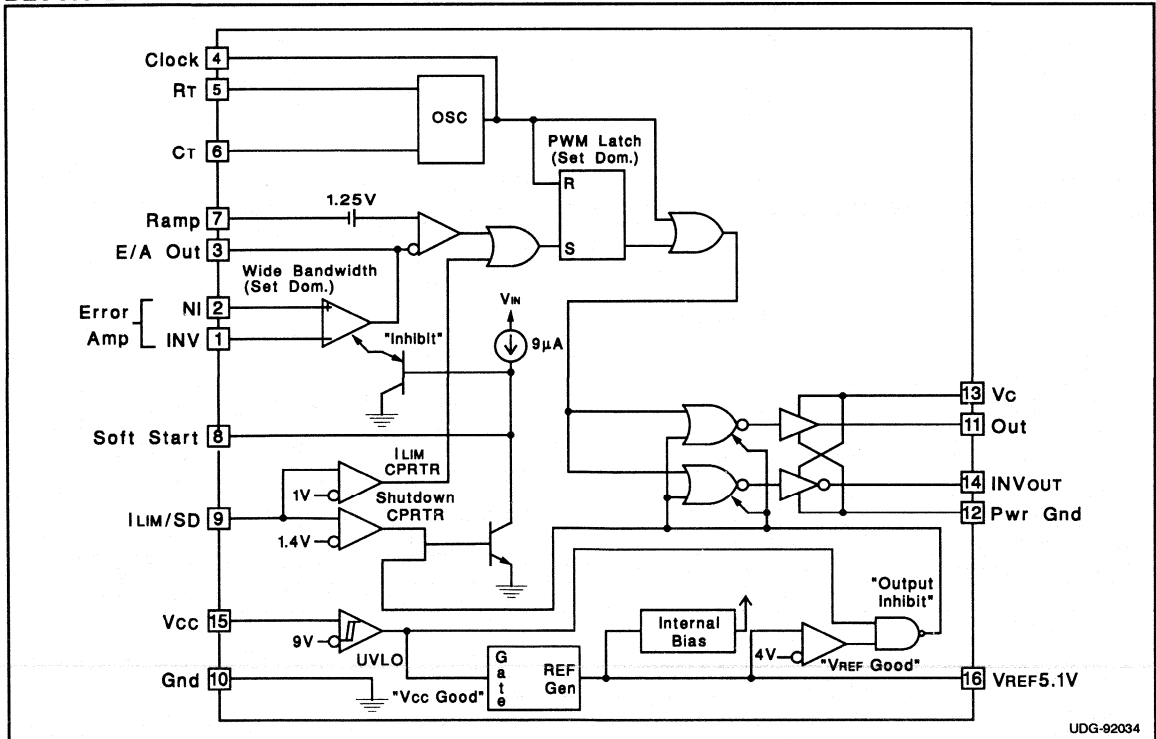 Clock 4
RT 5
CT 6
OSC
PWM Latch
(Set Dom.)
R
S
1.25V
Ramp 7
E/A Out 3
Wide Bandwidth
(Set Dom.)
Error
Amp
NI 2
INV 1
"Inhibit"
VIN
9µA
Soft Start 8
ILIM
CPRTR
1V
Shutdown
CPRTR
ILIM/SD 9
1.4V
13 Vc
11 Out
14 INVOUT
12 Pwr Gnd
"Output
Inhibit"
Vcc 15
9V
UVLO
Internal
Bias
4V
"VREF Good"
Gnd 10
"Vcc Good"
Gate
REF
Gen
16 VREF5.1V
UDG-92034